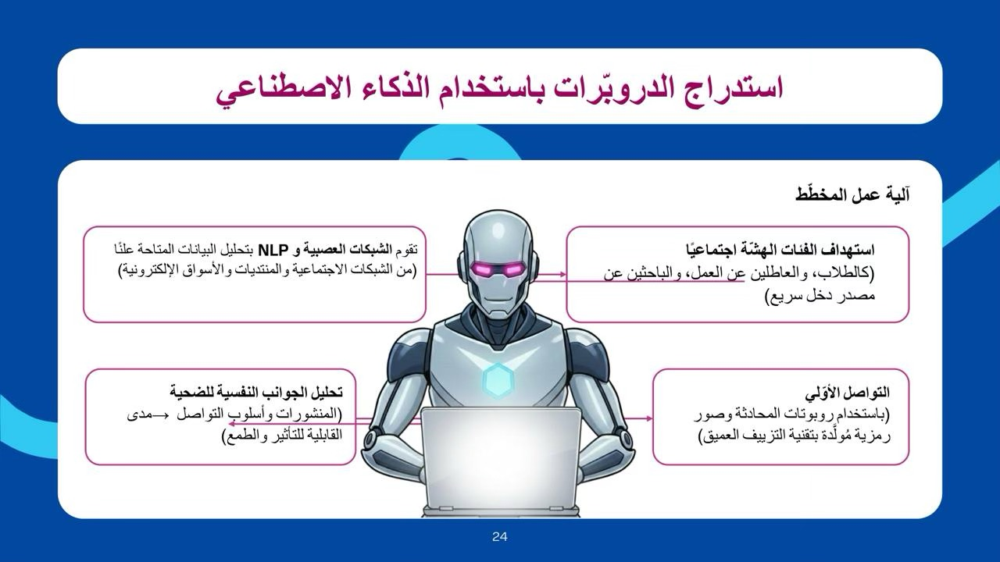 استدراج الدروبّرات باستخدام الذكاء الاصطناعي
آلية عمل المخطّط
استهداف الفئات الهشّة اجتماعيًا
(كالطلاب، والعاطلين عن العمل، والباحثين عن
مصدر دخل سريع)
تقوم الشبكات العصبية و NLP بتحليل البيانات المتاحة علنًا
(من الشبكات الاجتماعية والمنتديات والأسواق الإلكترونية)
التواصل الأوّلي
(باستخدام روبوتات المحادثة وصور
رمزية مُولَّدة بتقنية التزييف العميق)
تحليل الجوانب النفسية للضحية
(المنشورات وأسلوب التواصل → مدى
القابلية للتأثير والطمع)
24